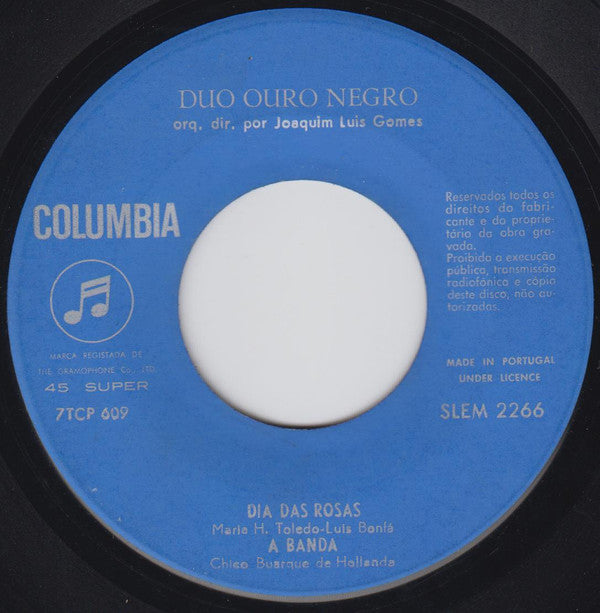 DUO OURO NEGRO
orq. dir. por Joaquim Luis Gomes
COLUMBIA
Reservados todos os
direitos do fabri-
cante e do proprie-
tário da obra gra-
vada.
Proibida a execução
pública, transmissão
radiofónica e cópia
deste disco, não au-
torizadas.
MARCA REGISTADA DE
THE GRAMOPHONE Co., LTD.
45 SUPER
7TCP 609
MADE IN PORTUGAL
UNDER LICENCE
SLEM 2266
DIA DAS ROSAS
Maria H. Toledo-Luis Bonfá
A BANDA
Chico Buarque de Hollanda